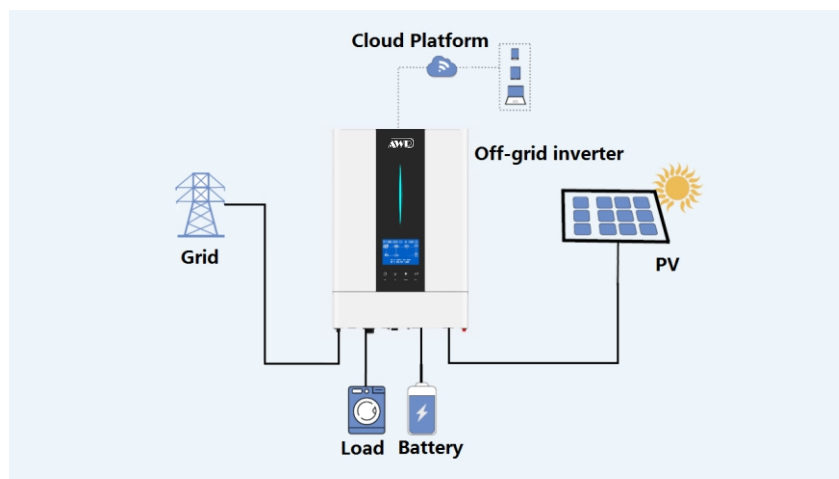 Cloud Platform
Off-grid inverter
Grid
PV
Load
Battery